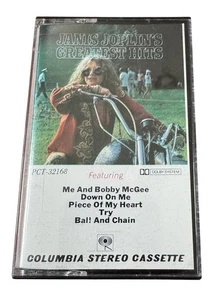 JANIS JOPLIN'S
GREATEST HITS
PCT-32168
Featuring
DOLBY SYSTEM
Me And Bobby McGee
Down On Me
Piece Of My Heart
Try
Ball And Chain
COLUMBIA STEREO CASSETTE